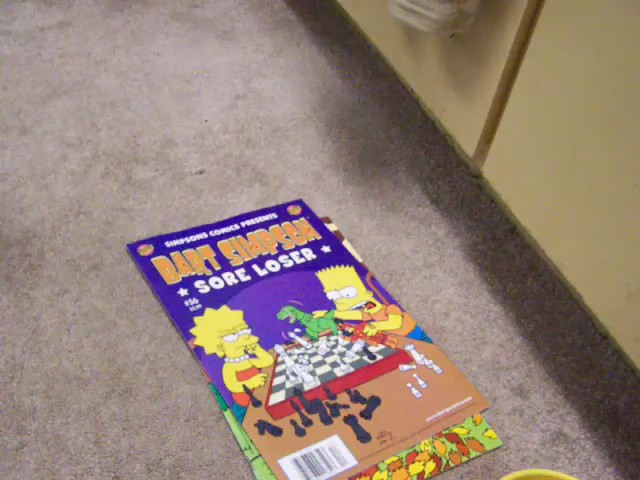 SIMPSONS COMICS PRESENTS
BART SIMPSON
★ SORE LOSER ★
#56